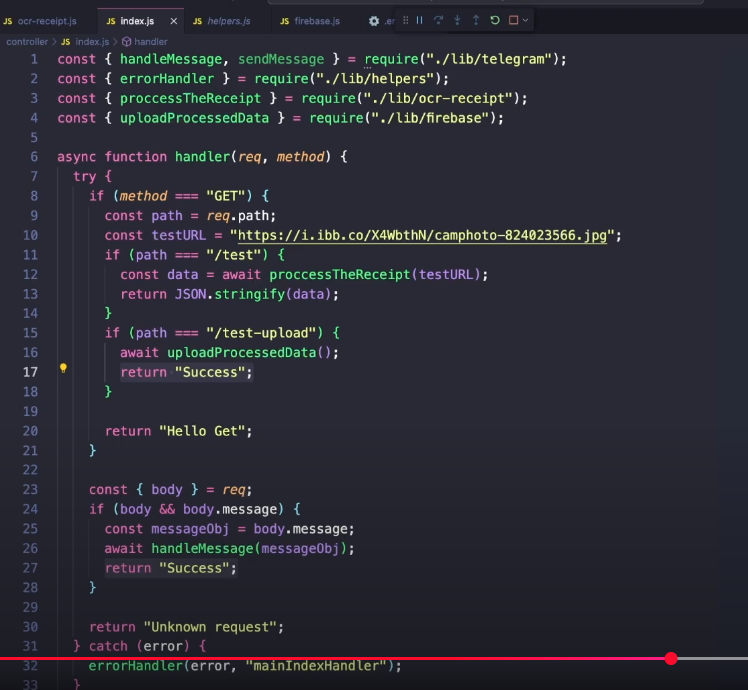 JS ocr-receipt.js JS index.js × JS helpers.js JS firebase.js
controller > JS index.js > handler
1 const { handleMessage, sendMessage } = require("./lib/telegram");
2 const { errorHandler } = require("./lib/helpers");
3 const { proccessTheReceipt } = require("./lib/ocr-receipt");
4 const { uploadProcessedData } = require("./lib/firebase");
5
6 async function handler(req, method) {
7 try {
8 if (method === "GET") {
9 const path = req.path;
10 const testURL = "https://i.ibb.co/X4WbthN/camphoto-824023566.jpg";
11 if (path === "/test") {
12 const data = await proccessTheReceipt(testURL);
13 return JSON.stringify(data);
14 }
15 if (path === "/test-upload") {
16 await uploadProcessedData();
17 return "Success";
18 }
19
20 return "Hello Get";
21 }
22
23 const { body } = req;
24 if (body && body.message) {
25 const messageObj = body.message;
26 await handleMessage(messageObj);
27 return "Success";
28 }
29
30 return "Unknown request";
31 } catch (error) {
32 errorHandler(error, "mainIndexHandler");
33 }